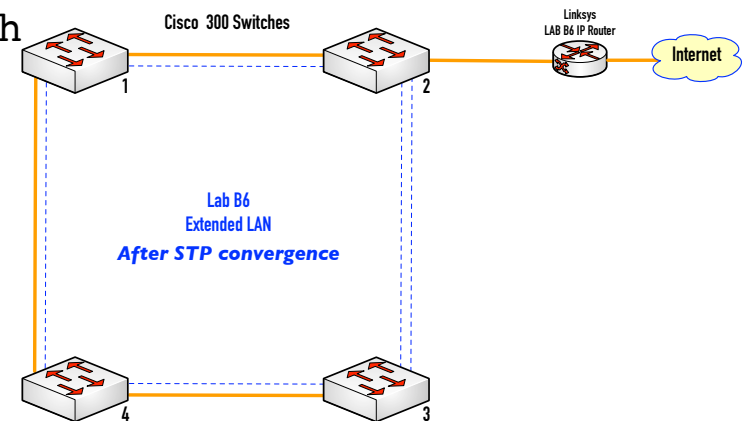 h
Cisco 300 Switches
Linksys
LAB B6 IP Router
Internet
1
2
Lab B6
Extended LAN
After STP convergence
4
3